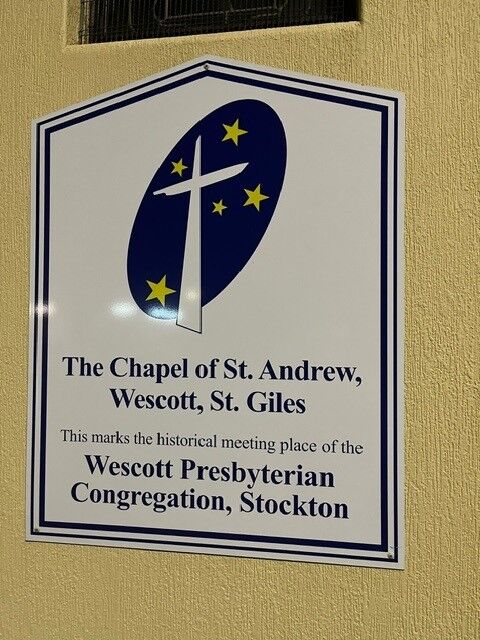 The Chapel of St. Andrew,
Wescott, St. Giles
This marks the historical meeting place of the
Wescott Presbyterian
Congregation, Stockton